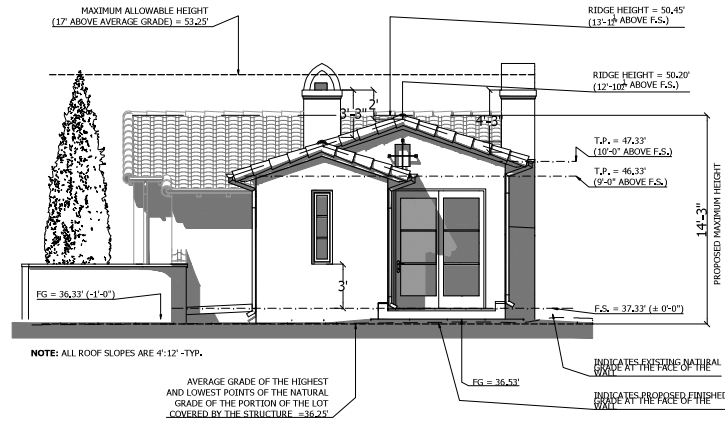 MAXIMUM ALLOWABLE HEIGHT
(17' ABOVE AVERAGE GRADE) = 53.25'
RIDGE HEIGHT = 50.45'
ABOVE F.S.)
RIDGE HEIGHT = 50.20'
ABOVE F.S.)
2'
3'-3"
4'-3"
T.P. = 47.33'
(10'-0" ABOVE F.S.)
T.P. = 46.33'
(9'-0" ABOVE F.S.)
14'-3"
PROPOSED MAXIMUM HEIGHT
3'
FG = 36.33' (-1'-0")
F.S. = 37.33' (± 0'-0")
NOTE: ALL ROOF SLOPES ARE 4':12' -TYP.
AVERAGE GRADE OF THE HIGHEST
AND LOWEST POINTS OF THE NATURAL
GRADE OF THE PORTION OF THE LOT
COVERED BY THE STRUCTURE =36.25'
FG = 36.53'
INDICATES EXISTING NATURAL
GRADE AT THE FACE OF THE
WALL
INDICATES PROPOSED FINISHED
GRADE AT THE FACE OF THE
WALL